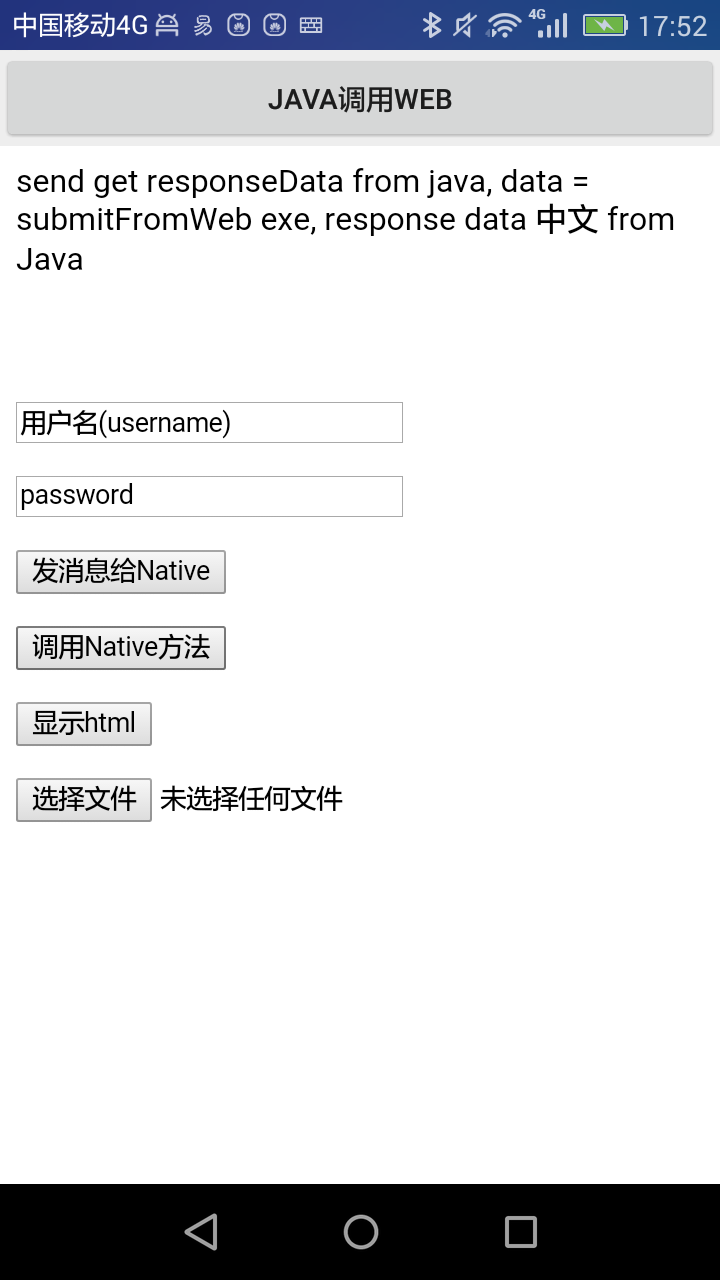 中国移动4G 易 4G 17:52
JAVA调用WEB
send get responseData from java, data =
submitFromWeb exe, response data 中文 from
Java
用户名(username)
password
发消息给Native
调用Native方法
显示html
选择文件 未选择任何文件